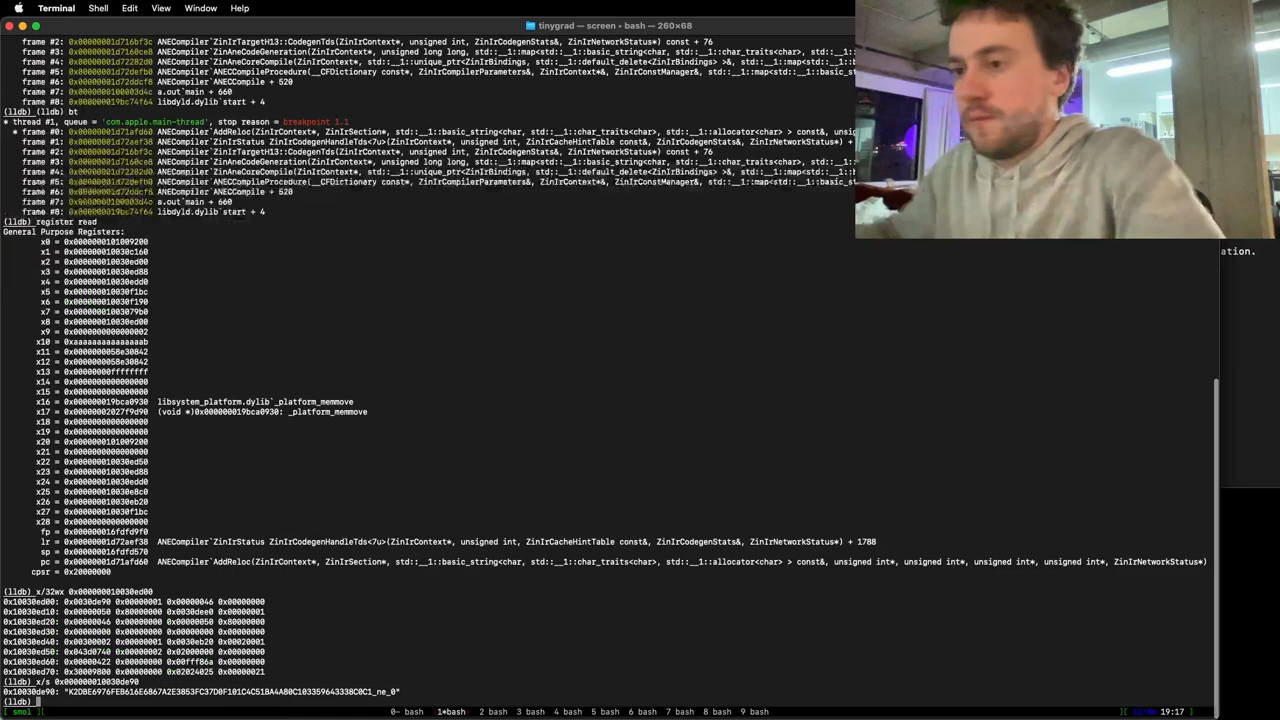 Terminal Shell Edit View Window Help
tinygrad — screen • bash — 260×68
frame #2: 0x00000001d716bf3c ANECompiler`ZinIrTargetH13::CodegenTds(ZinIrContext*, unsigned int, ZinIrCodegenStats&, ZinIrNetworkStatus*) const + 76
frame #3: 0x00000001d7160ce8 ANECompiler`ZinAneCodeGeneration(ZinIrContext*, unsigned long long, std::__1::basic_string<char, std::__1::char_traits<char>, std::__1::allo
frame #4: 0x00000001d72282d0 ANECompiler`ZinAneCoreCompile(ZinIrContext*, std::__1::unique_ptr<ZinIrBindings, std::__1::default_delete<ZinIrBindings> >&, std::__1::map<
frame #5: 0x00000001d72defb0 ANECompiler`ANECCompileProcedure(__CFDictionary const*, ZinIrCompilerParameters&, ZinIrContext*&, ZinIrConstManager&, std::__1::map<std::__1::bas
frame #6: 0x00000001d72ddcf8 ANECompiler`ANECCompile + 520
frame #7: 0x0000000100003d4c a.out`main + 660
frame #8: 0x000000019bc74f64 libdyld.dylib`start + 4
(lldb) (lldb) bt
* thread #1, queue = 'com.apple.main-thread', stop reason = breakpoint 1.1
* frame #0: 0x00000001d71afd60 ANECompiler`AddReloc(ZinIrContext*, ZinIrSection*, std::__1::basic_string<char, std::__1::char_traits<char>, std::__1::allocator<char> > const&, unsig
frame #1: 0x00000001d72aef38 ANECompiler`ZinIrStatus ZinIrCodegenHandleTds<7u>(ZinIrContext*, unsigned int, ZinIrCacheHintTable const&, ZinIrCodegenStats&, ZinIrNetworkStatus*) +
frame #2: 0x00000001d716bf3c ANECompiler`ZinIrTargetH13::CodegenTds(ZinIrContext*, unsigned int, ZinIrCodegenStats&, ZinIrNetworkStatus*) const + 76
frame #3: 0x00000001d7160ce8 ANECompiler`ZinAneCodeGeneration(ZinIrContext*, unsigned long long, std::__1::basic_string<char, std::__1::char_traits<char>, std::__1::allo
frame #4: 0x00000001d72282d0 ANECompiler`ZinAneCoreCompile(ZinIrContext*, std::__1::unique_ptr<ZinIrBindings, std::__1::default_delete<ZinIrBindings> >&, std::__1::map<
frame #5: 0x00000001d72defb0 ANECompiler`ANECCompileProcedure(__CFDictionary const*, ZinIrCompilerParameters&, ZinIrContext*&, ZinIrConstManager&, std::__1::map<std::__1::bas
frame #6: 0x00000001d72ddcf8 ANECompiler`ANECCompile + 520
frame #7: 0x0000000100003d4c a.out`main + 660
frame #8: 0x000000019bc74f64 libdyld.dylib`start + 4
(lldb) register read
General Purpose Registers:
x0 = 0x0000000101009200
x1 = 0x000000010030c160
x2 = 0x000000010030ed00
x3 = 0x000000010030ed88
x4 = 0x000000010030edd0
x5 = 0x000000010030f1bc
x6 = 0x000000010030f190
x7 = 0x00000001003079b0
x8 = 0x000000010030ed00
x9 = 0x0000000000000002
x10 = 0xaaaaaaaaaaaaaaab
x11 = 0x0000000058e30842
x12 = 0x0000000058e30842
x13 = 0x00000000ffffffff
x14 = 0x0000000000000000
x15 = 0x0000000000000000
x16 = 0x000000019bca0930 libsystem_platform.dylib`_platform_memmove
x17 = 0x00000002027f9d90 (void *)0x000000019bca0930: _platform_memmove
x18 = 0x0000000000000000
x19 = 0x0000000000000000
x20 = 0x0000000101009200
x21 = 0x0000000000000000
x22 = 0x000000010030ed50
x23 = 0x000000010030ed88
x24 = 0x000000010030edd0
x25 = 0x000000010030e8c0
x26 = 0x000000010030eb20
x27 = 0x000000010030f1bc
x28 = 0x0000000000000000
fp = 0x000000016fdfd9f0
lr = 0x00000001d72aef38 ANECompiler`ZinIrStatus ZinIrCodegenHandleTds<7u>(ZinIrContext*, unsigned int, ZinIrCacheHintTable const&, ZinIrCodegenStats&, ZinIrNetworkStatus*) + 1788
sp = 0x000000016fdfd570
pc = 0x00000001d71afd60 ANECompiler`AddReloc(ZinIrContext*, ZinIrSection*, std::__1::basic_string<char, std::__1::char_traits<char>, std::__1::allocator<char> > const&, unsigned int*, unsigned int*, unsigned int*, unsigned int*, ZinIrNetworkStatus*)
cpsr = 0x20000000
ation.
(lldb) x/32wx 0x000000010030ed00
0x10030ed00: 0x0030de90 0x00000001 0x00000046 0x00000000
0x10030ed10: 0x00000050 0x80000000 0x0030dee0 0x00000001
0x10030ed20: 0x00000046 0x00000000 0x00000050 0x80000000
0x10030ed30: 0x00000000 0x00000000 0x00000000 0x00000000
0x10030ed40: 0x00300002 0x00000001 0x0030eb20 0x00020001
0x10030ed50: 0x043d0740 0x00000002 0x02000000 0x00000000
0x10030ed60: 0x00000422 0x00000000 0x00fff86a 0x00000000
0x10030ed70: 0x30009800 0x00000000 0x02024025 0x00000021
(lldb) x/s 0x000000010030de90
0x10030de90: "K2DBE6976FEB616E6867A2E3853FC37D0F101C4C51BA4A80C103359643338C0C1_ne_0"
(lldb)
[ smol ][ 0- bash 1*bash 2 bash 3 bash 4 bash 5 bash 6 bash 7 bash 8 bash 9 bash ][ 19:17 ]